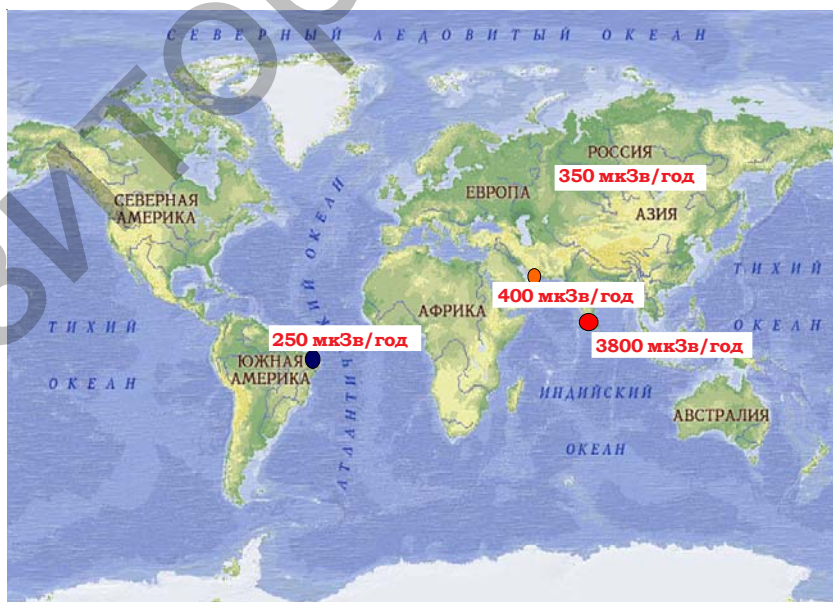 СЕВЕРНЫЙ ЛЕДОВИТЫЙ ОКЕАН
РОССИЯ
350 мкЗв/год
ЕВРОПА
СЕВЕРНАЯ
АМЕРИКА
АЗИЯ
ТИХИЙ
ОКЕАН
400 мкЗв/год
АФРИКА
3800 мкЗв/год
250 мкЗв/год
ЮЖНАЯ
АМЕРИКА
ТИХИЙ
ОКЕАН
ИНДИЙСКИЙ
ОКЕАН
АВСТРАЛИЯ
ОКЕАН